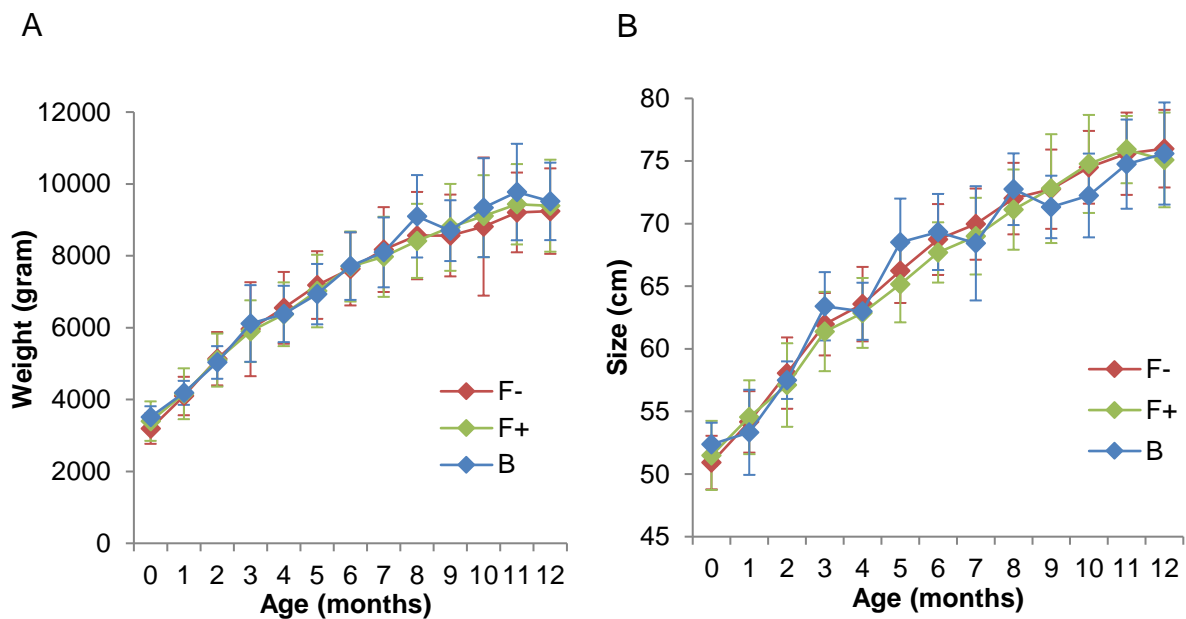 A
B
Weight (gram)
12000
10000
8000
6000
4000
2000
0
F-
F+
B
0 1 2 3 4 5 6 7 8 9 10 11 12
Age (months)
Size (cm)
80
75
70
65
60
55
50
45
F-
F+
B
0 1 2 3 4 5 6 7 8 9 10 11 12
Age (months)